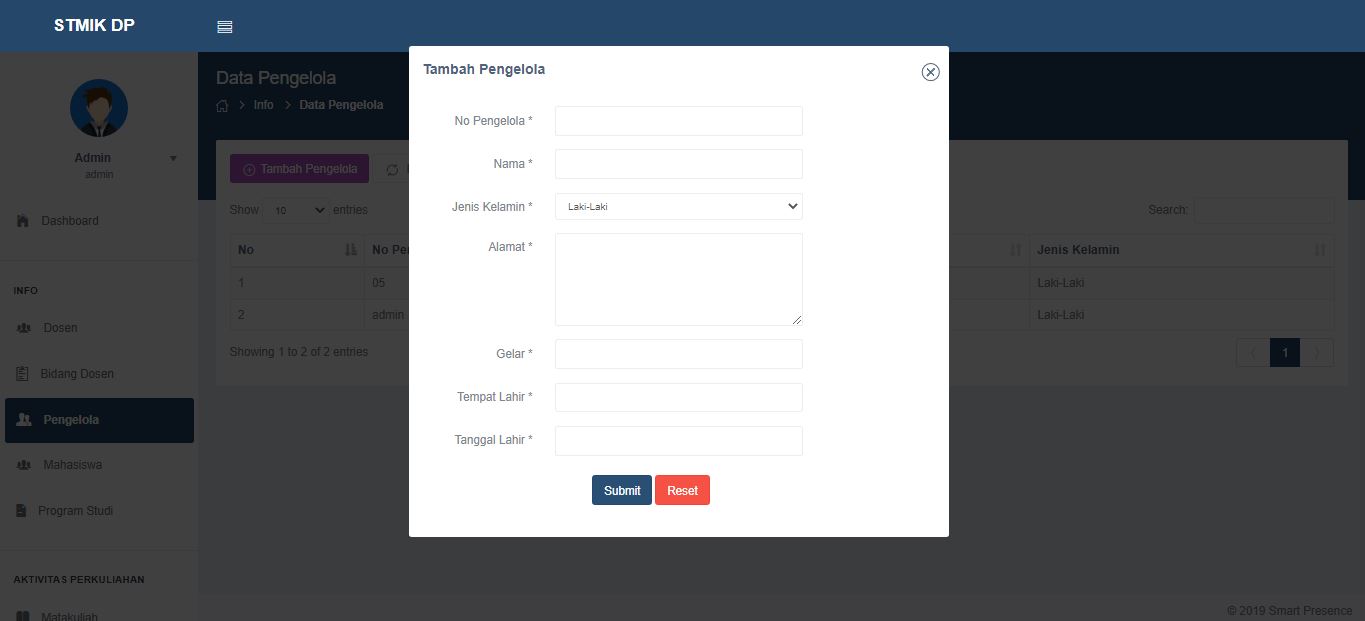 STMIK DP
Admin
admin
Dashboard
INFO
Dosen
Bidang Dosen
Pengelola
Mahasiswa
Program Studi
AKTIVITAS PERKULIAHAN
Matakuliah
Data Pengelola
Info
Data Pengelola
Tambah Pengelola
Show 10 entries
Search:
No
No Pe
Jenis Kelamin
1
05
Laki-Laki
2
admin
Laki-Laki
Showing 1 to 2 of 2 entries
1
Tambah Pengelola
No Pengelola *
Nama *
Jenis Kelamin *
Laki-Laki
Alamat *
Gelar *
Tempat Lahir *
Tanggal Lahir *
Submit
Reset
© 2019 Smart Presence